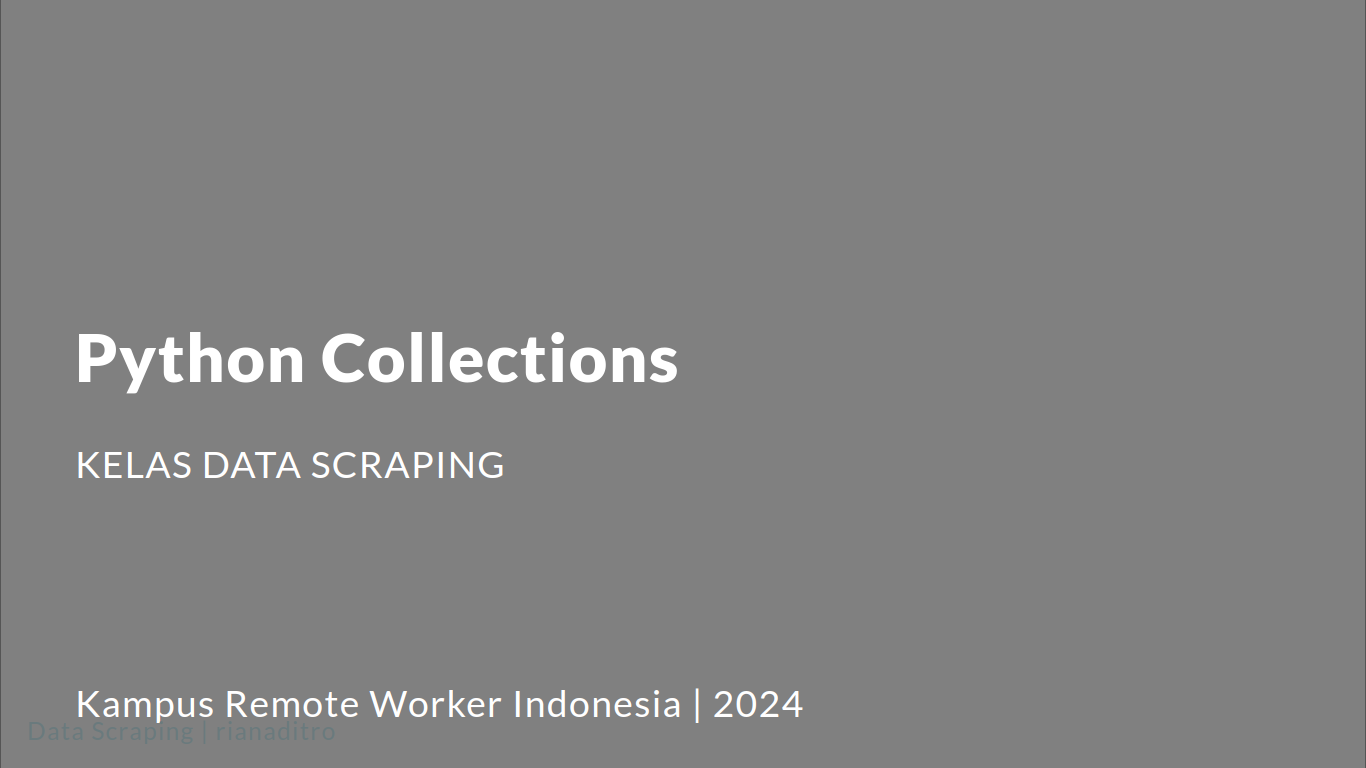 Python Collections
KELAS DATA SCRAPING
Kampus Remote Worker Indonesia | 2024
Data Scraping | rianaditro